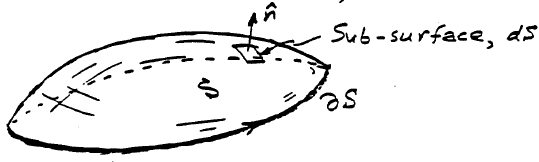 n̂
Sub-surface, dS
S
∂S